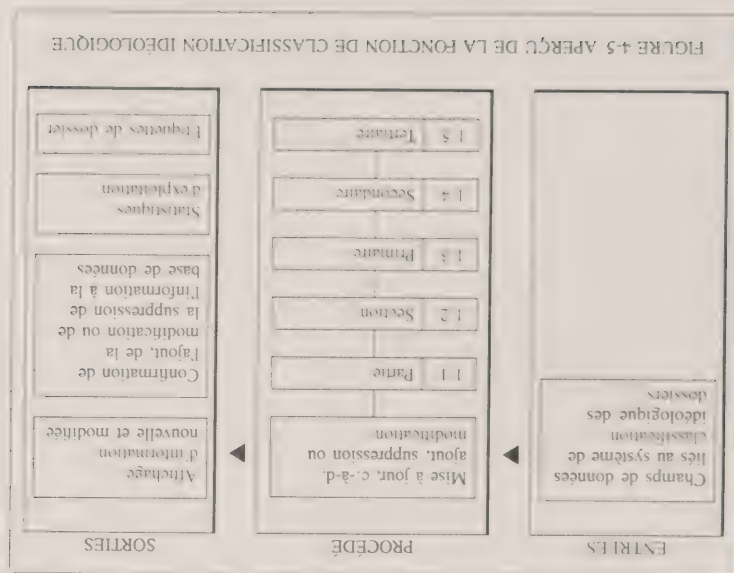 ENTREES
Champs de données
liés au système de
classification
idéologique des
dossiers
PROCÉDÉ
Mise à jour, c.-à-d.
ajout, suppression ou
modification
1 1 Partie
1 2 Section
1 3 Primaire
1 4 Secondaire
1 5 Tertiaire
SORTIES
Affichage
d'information
nouvelle et modifiée
Confirmation de
l'ajout, de la
modification ou de
la suppression de
l'information à la
base de données
Statistiques
d'exploitation
Étiquettes de dossier
FIGURE 4-5 APERÇU DE LA FONCTION DE CLASSIFICATION IDÉOLOGIQUE